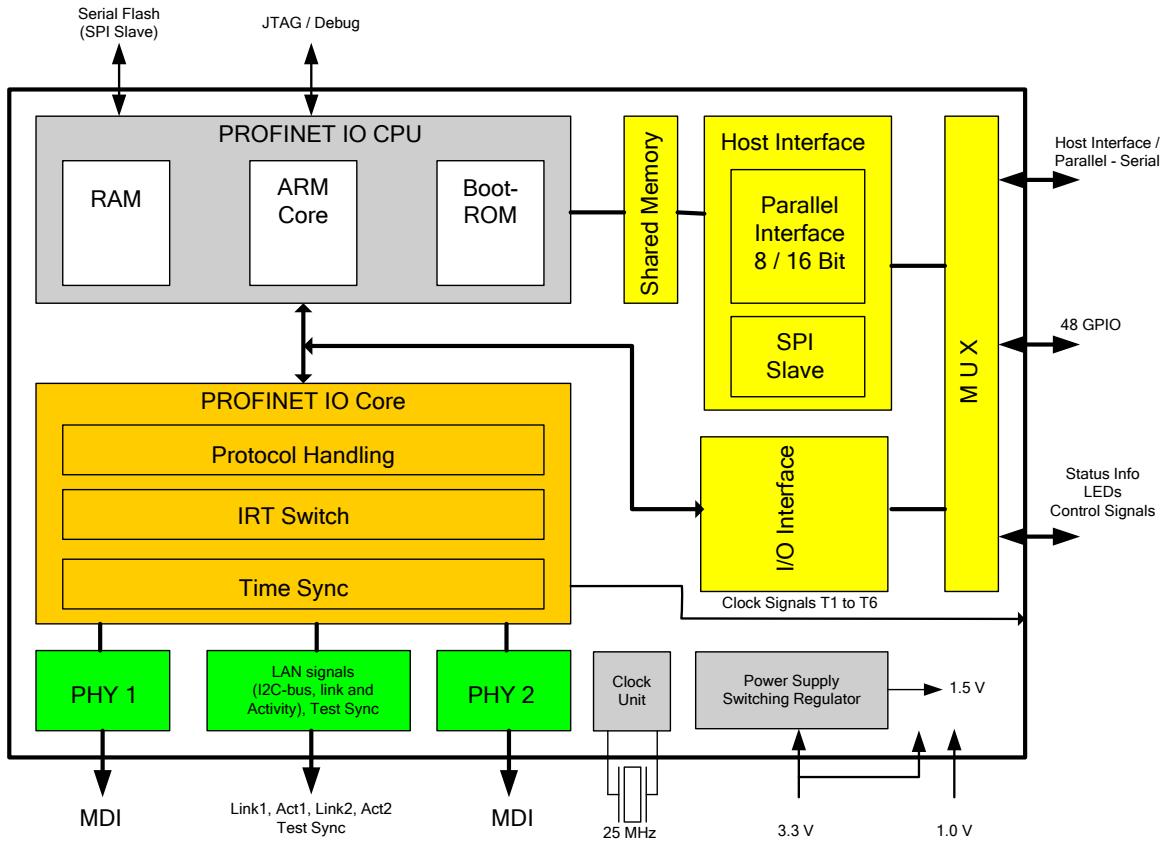 Serial Flash
(SPI Slave)
JTAG / Debug
PROFINET IO CPU
RAM
ARM
Core
Boot-
ROM
Shared Memory
Host Interface
Parallel
Interface
8 / 16 Bit
SPI
Slave
MUX
Host Interface /
Parallel - Serial
48 GPIO
Status Info
LEDs
Control Signals
PROFINET IO Core
Protocol Handling
IRT Switch
Time Sync
I/O Interface
Clock Signals T1 to T6
PHY 1
LAN signals
(I2C-bus, link and
Activity), Test Sync
PHY 2
Clock
Unit
Power Supply
Switching Regulator
1.5 V
MDI
Link1, Act1, Link2, Act2
Test Sync
MDI
25 MHz
3.3 V
1.0 V